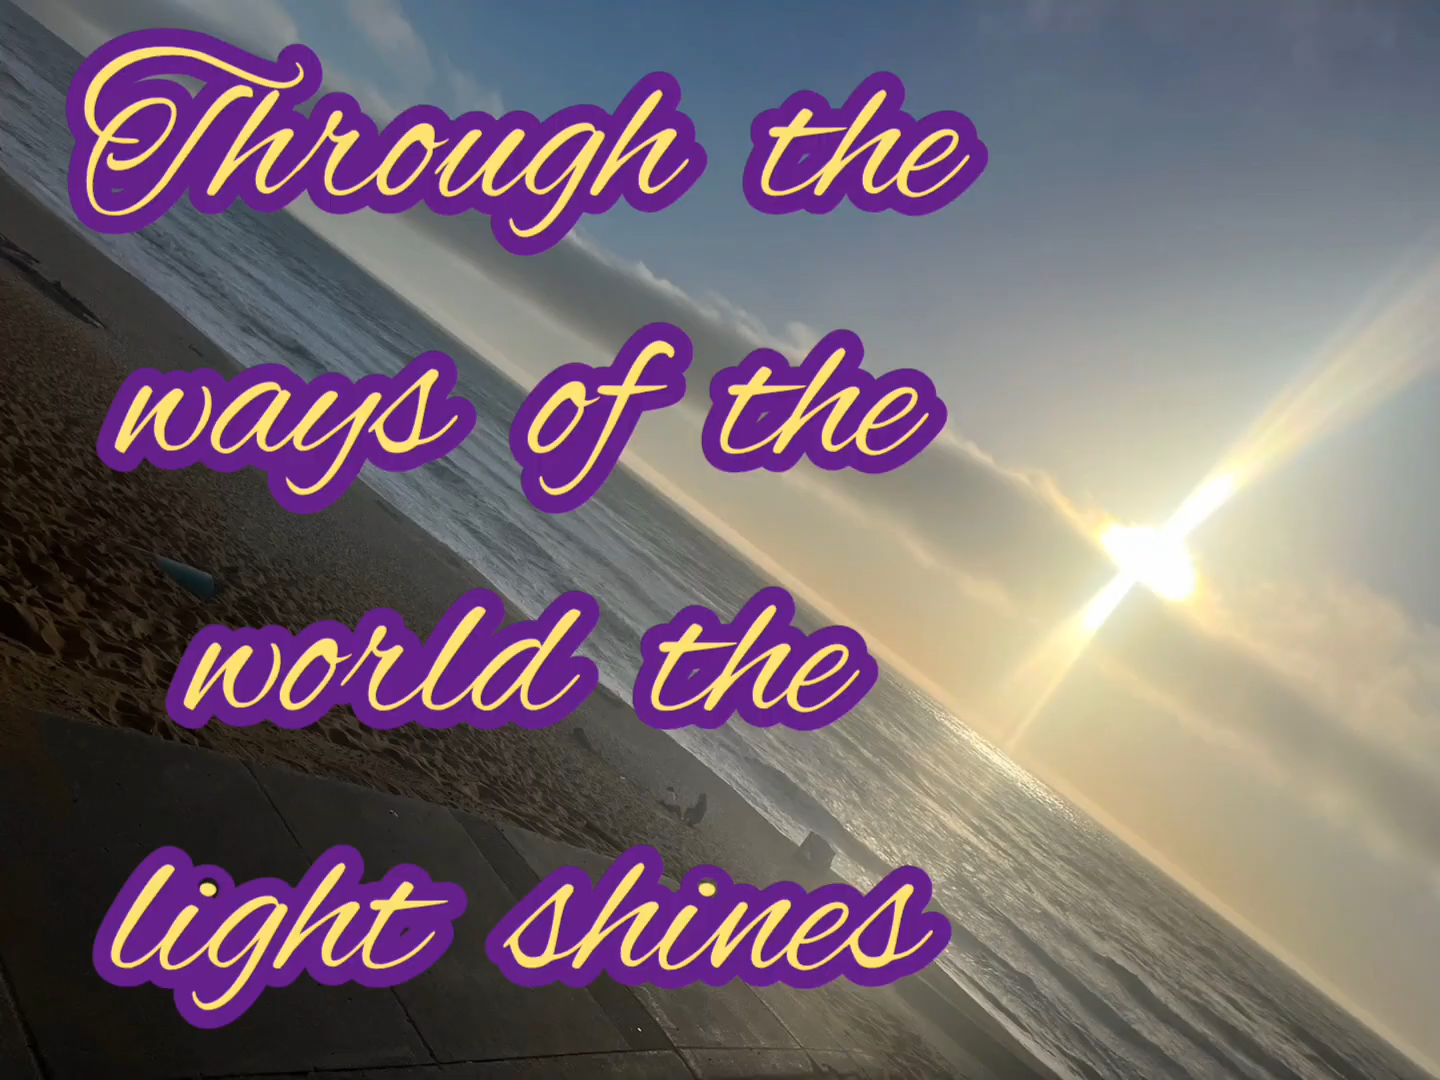 Through the
ways of the
world the
light shines